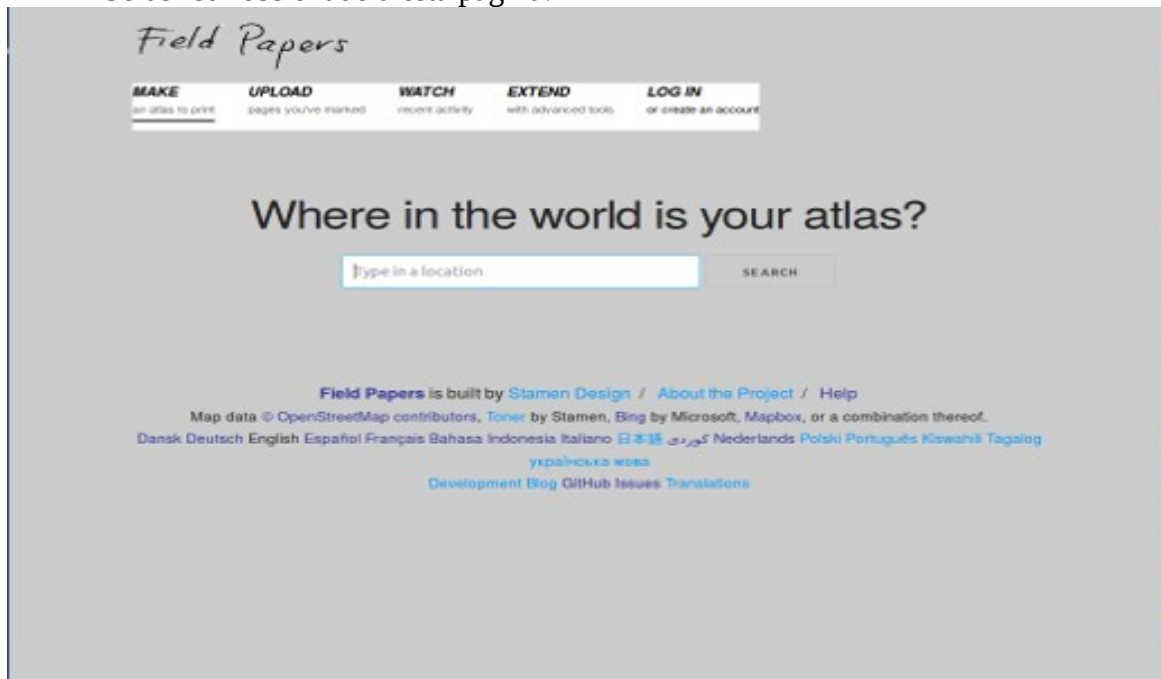 Field Papers
MAKE UPLOAD WATCH EXTEND LOG IN
an atlas to print pages you've marked recent activity with advanced tools or create an account
Where in the world is your atlas?
Type in a location SEARCH
Field Papers is built by Stamen Design / About the Project / Help
Map data © OpenStreetMap contributors, Toner by Stamen, Bing by Microsoft, Mapbox, or a combination thereof.
Dansk Deutsch English Español Français Bahasa Indonesia Italiano 日本語 کوردی Nederlands Polski Português Kiswahili Tagalog
українська мова
Development Blog GitHub Issues Translations